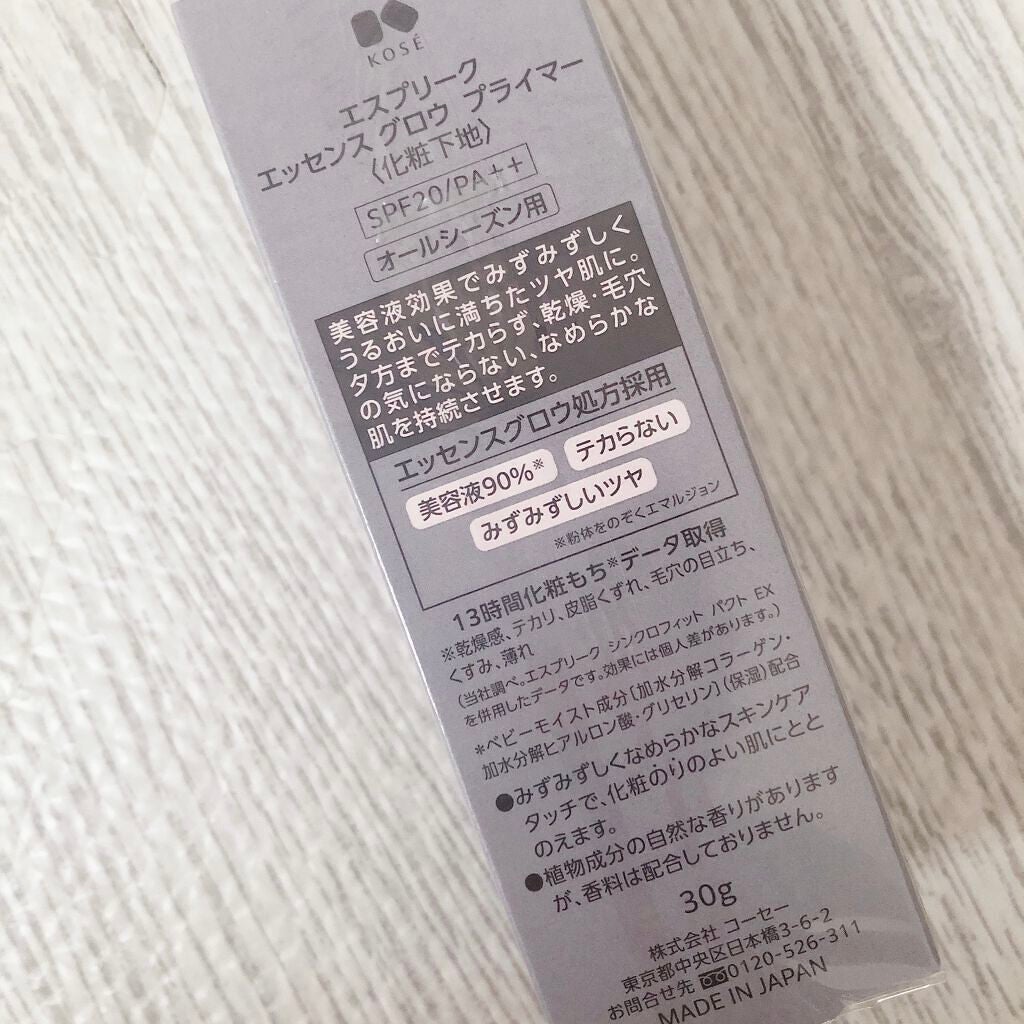 KOSÉ
エスプリーク
エッセンス グロウ プライマー
〈化粧下地〉
SPF20/PA++
オールシーズン用
美容液効果でみずみずしく
うるおいに満ちたツヤ肌に。
夕方までテカらず、乾燥・毛穴
の気にならない、なめらかな
肌を持続させます。
エッセンスグロウ処方採用
美容液90%※
テカらない
みずみずしいツヤ
※粉体をのぞくエマルジョン
13時間化粧もち※データ取得
※乾燥感、テカリ、皮脂くずれ、毛穴の目立ち、
くすみ、薄れ
(当社調べ。エスプリーク シンクロフィット パクト EX
を併用したデータです。効果には個人差があります。)
*ベビーモイスト成分[加水分解コラーゲン・
加水分解ヒアルロン酸・グリセリン](保湿)配合
●みずみずしくなめらかなスキンケア
タッチで、化粧のりのよい肌にとと
のえます。
●植物成分の自然な香りがあります
が、香料は配合しておりません。
30g
株式会社 コーセー
東京都中央区日本橋3-6-2
お問合せ先 0120-526-311
MADE IN JAPAN